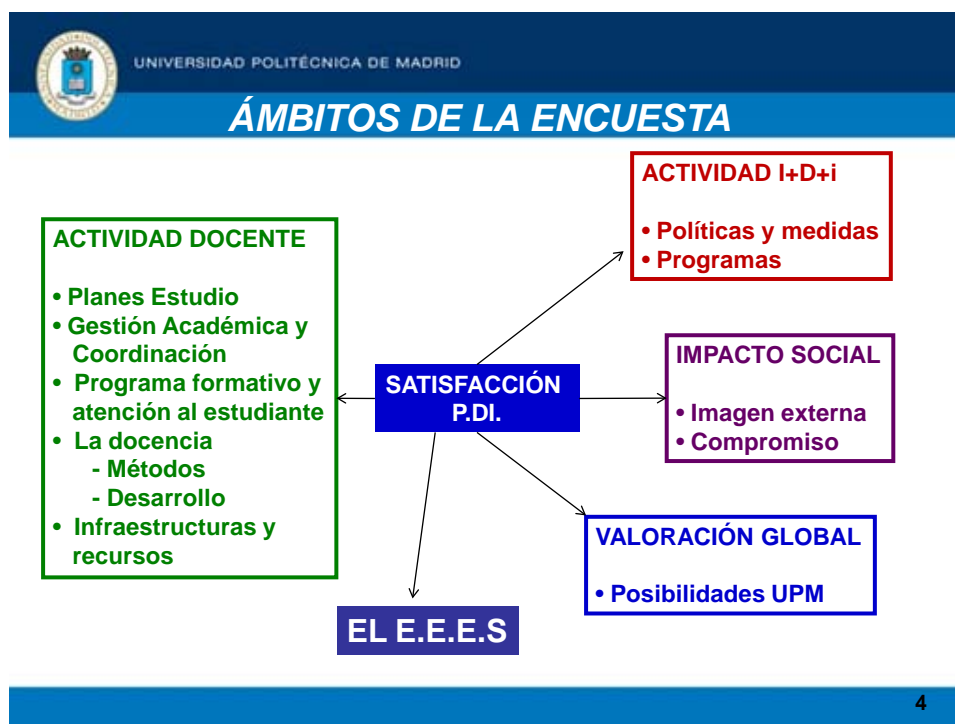 UNIVERSIDAD POLITÉCNICA DE MADRID
ÁMBITOS DE LA ENCUESTA
ACTIVIDAD I+D+i
• Políticas y medidas
• Programas
ACTIVIDAD DOCENTE
• Planes Estudio
• Gestión Académica y
Coordinación
• Programa formativo y
atención al estudiante
• La docencia
- Métodos
- Desarrollo
• Infraestructuras y
recursos
SATISFACCIÓN
P.DI.
IMPACTO SOCIAL
• Imagen externa
• Compromiso
VALORACIÓN GLOBAL
• Posibilidades UPM
EL E.E.E.S
4